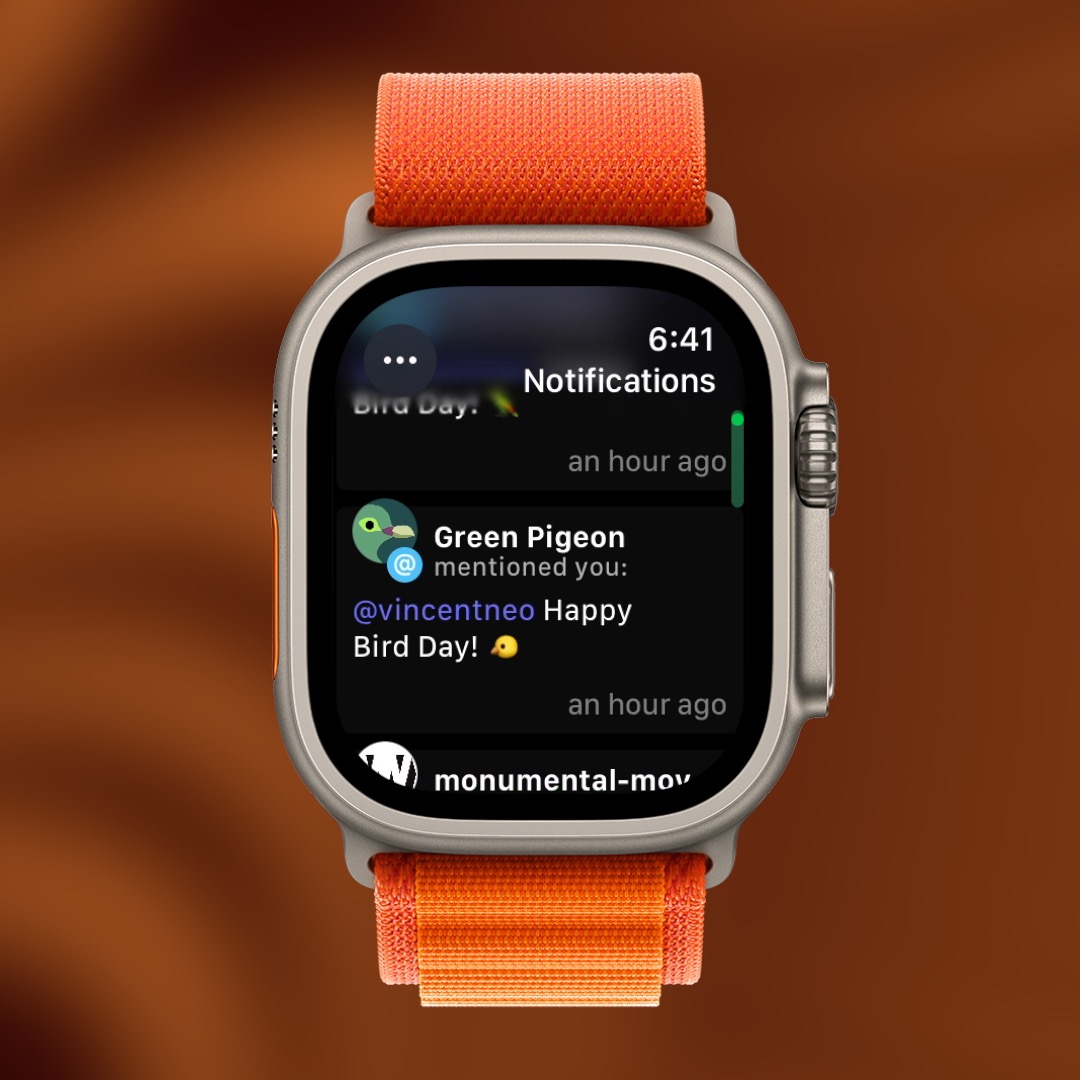 6:41
Notifications
Bird Day!
an hour ago
Green Pigeon
@
mentioned you:
@vincentneo Happy
Bird Day! 🐤
an hour ago
W
monumental-mov